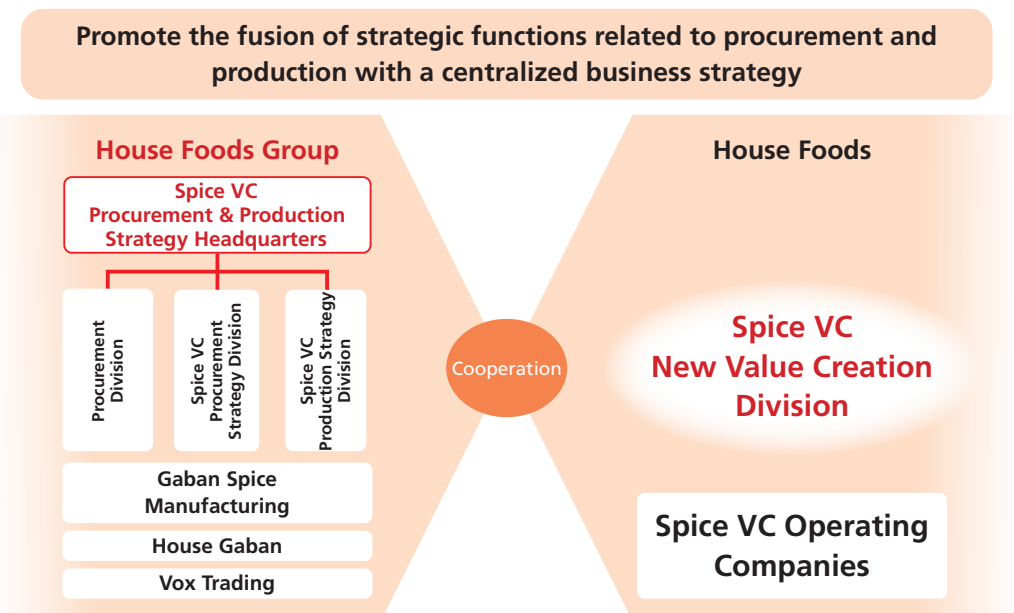 Promote the fusion of strategic functions related to procurement and
production with a centralized business strategy
House Foods Group
Spice VC
Procurement & Production
Strategy Headquarters
Procurement
Division
Spice VC
Procurement
Strategy Division
Spice VC
Production Strategy
Division
Gaban Spice
Manufacturing
House Gaban
Vox Trading
Cooperation
House Foods
Spice VC
New Value Creation
Division
Spice VC Operating
Companies